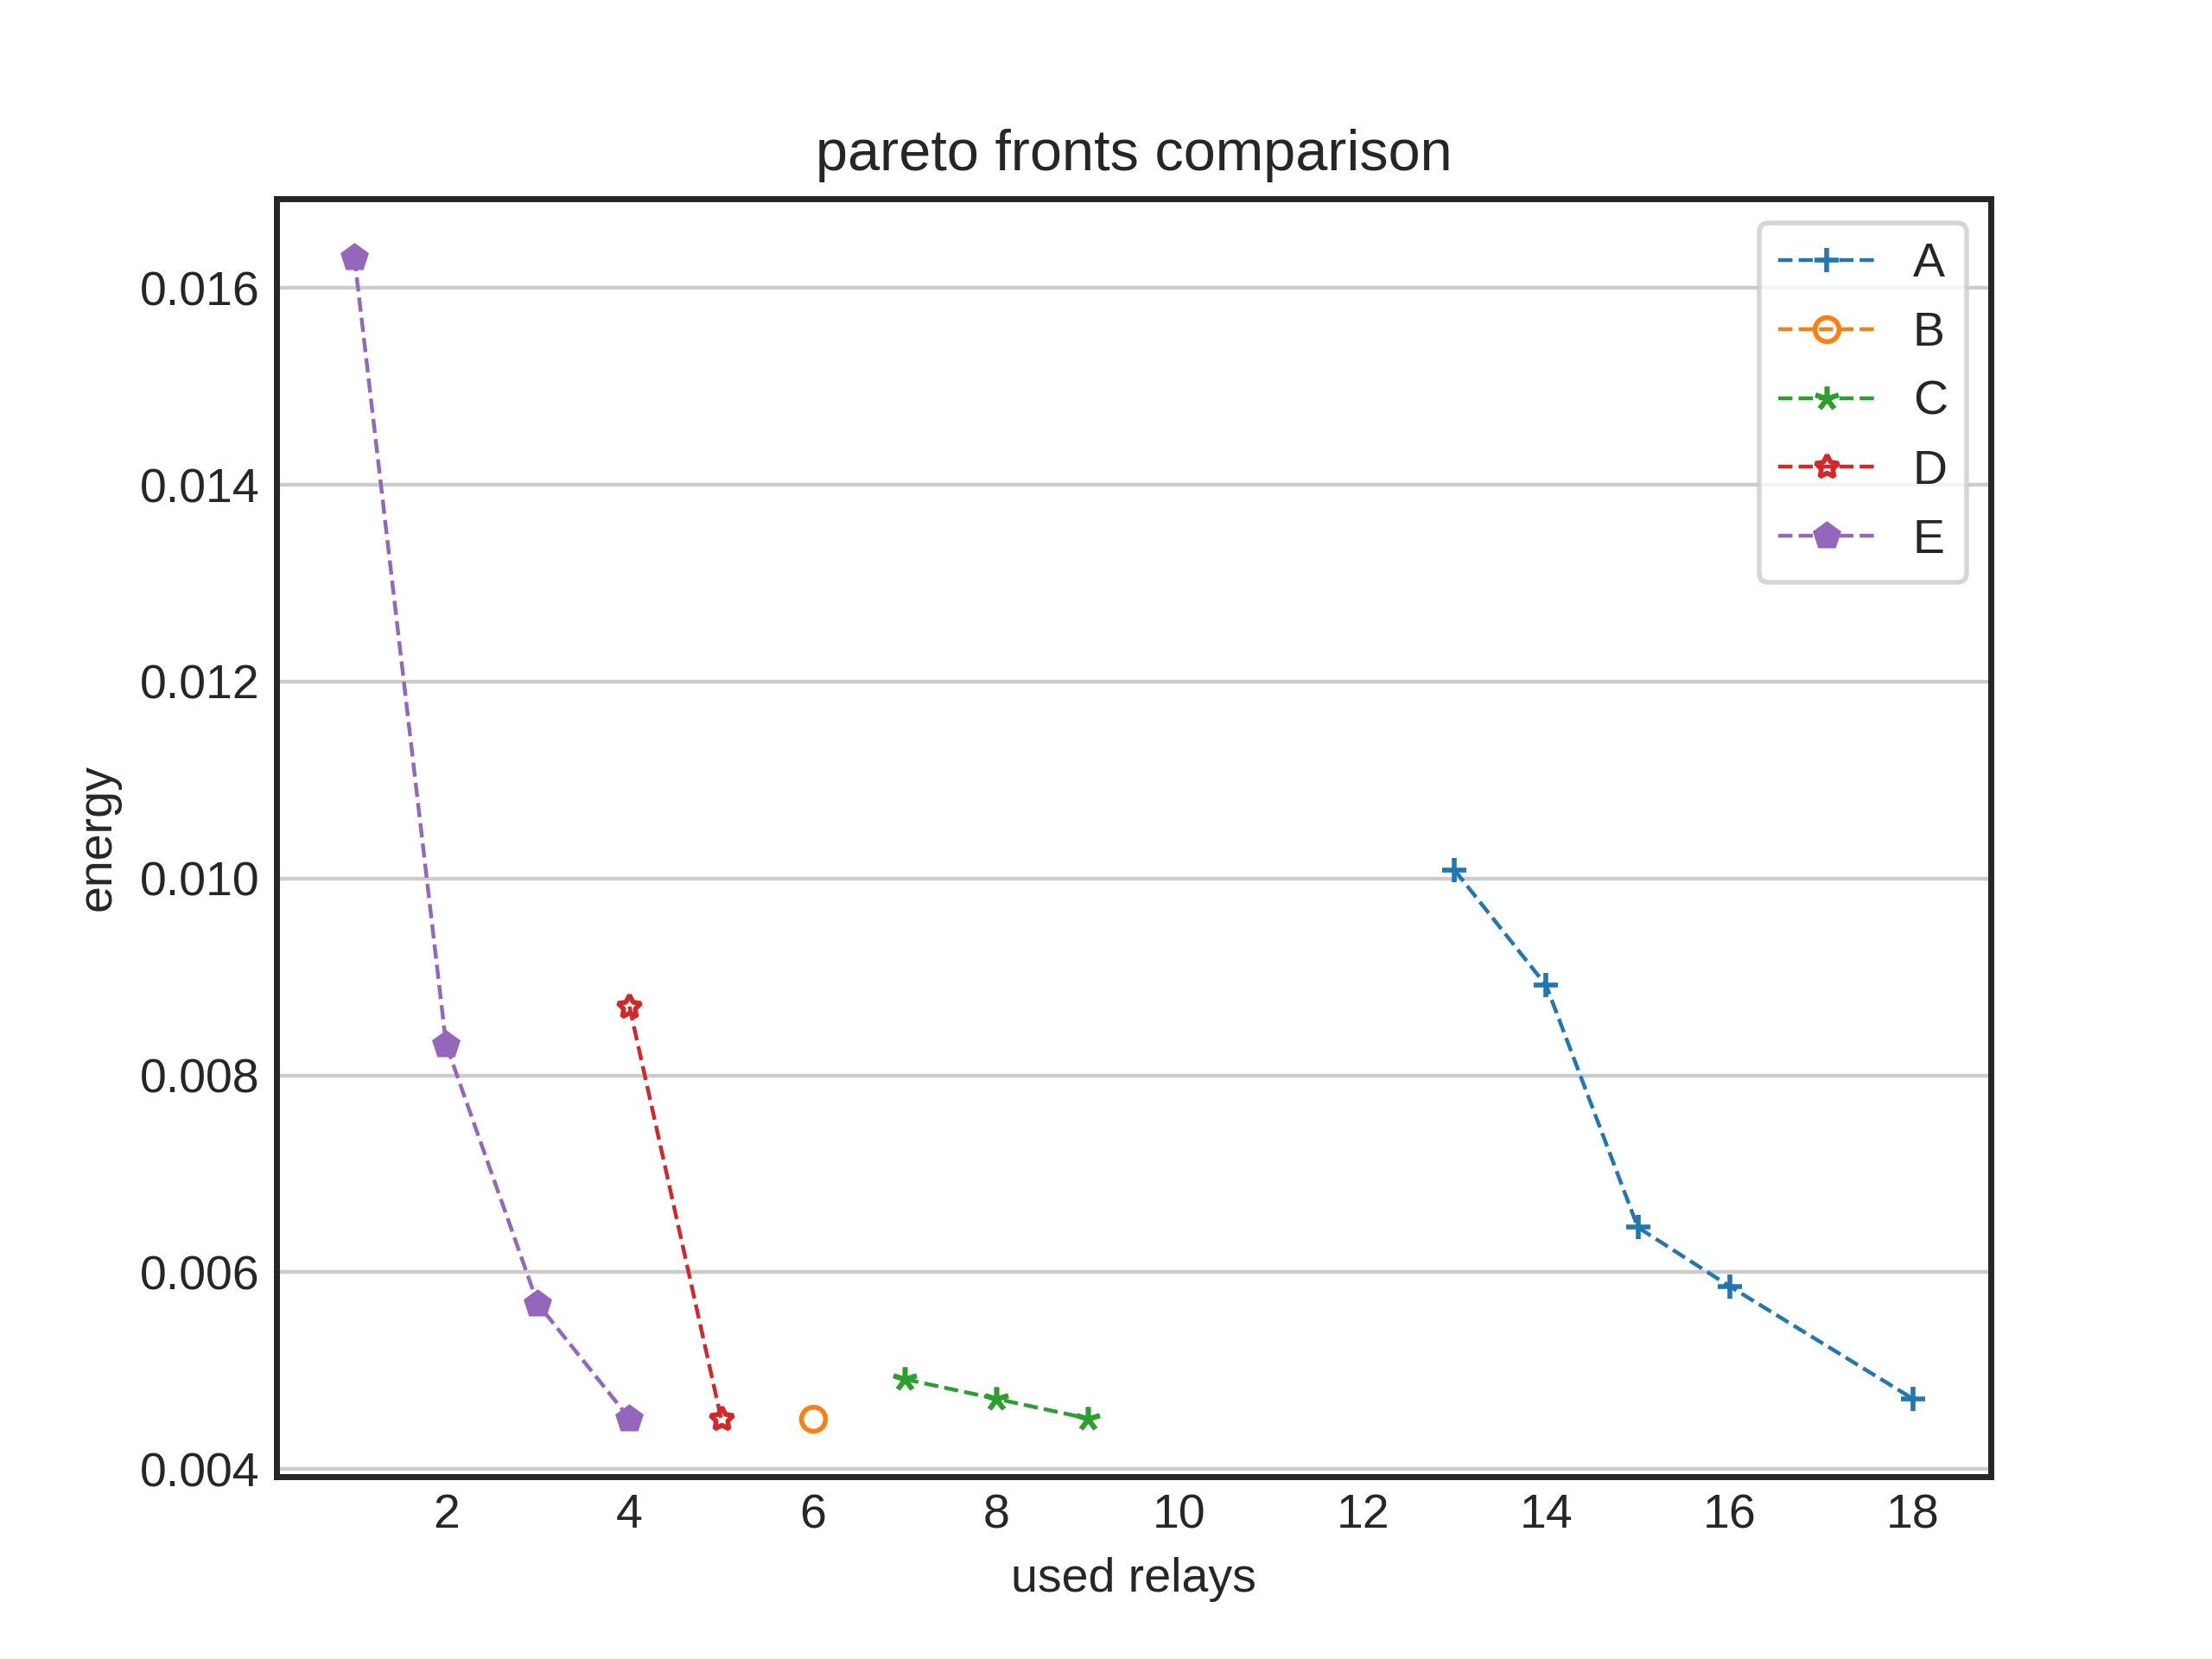 pareto fronts comparison
A
B
C
D
E
0.016
0.014
0.012
0.010
0.008
0.006
0.004
energy
2 4 6 8 10 12 14 16 18
used relays